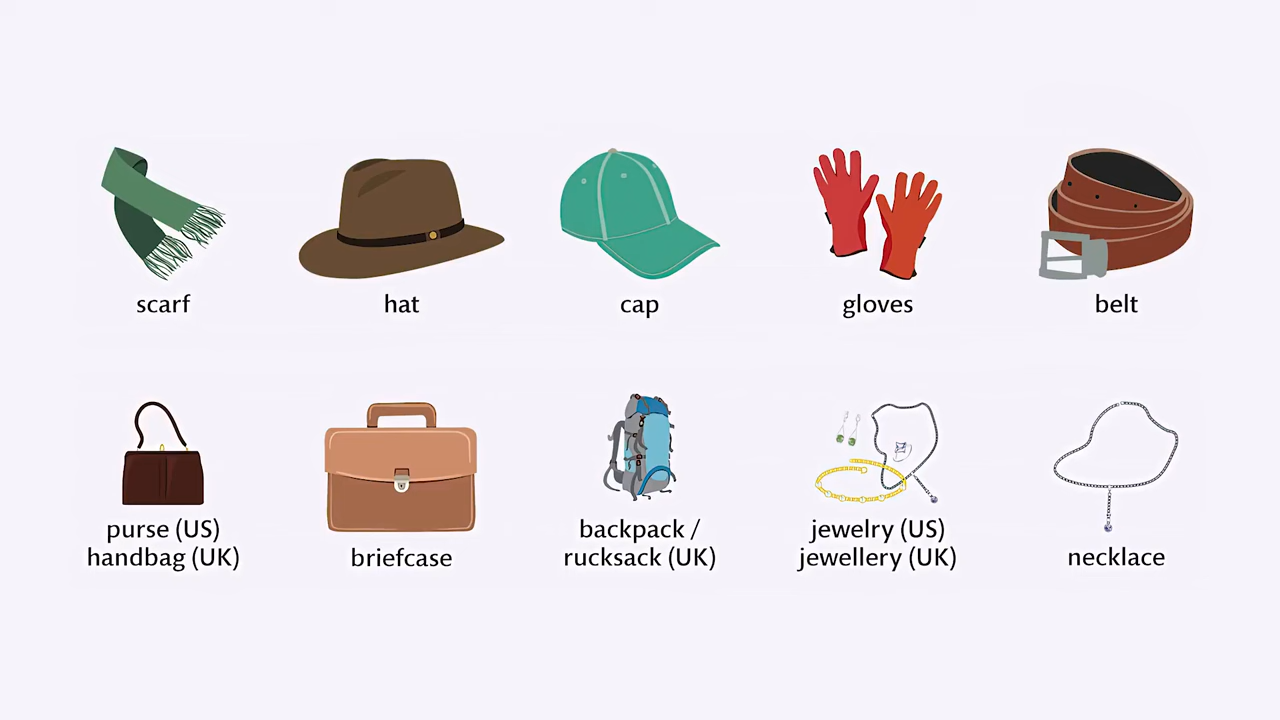 scarf
hat
cap
gloves
belt
purse (US)
handbag (UK)
briefcase
backpack /
rucksack (UK)
jewelry (US)
jewellery (UK)
necklace